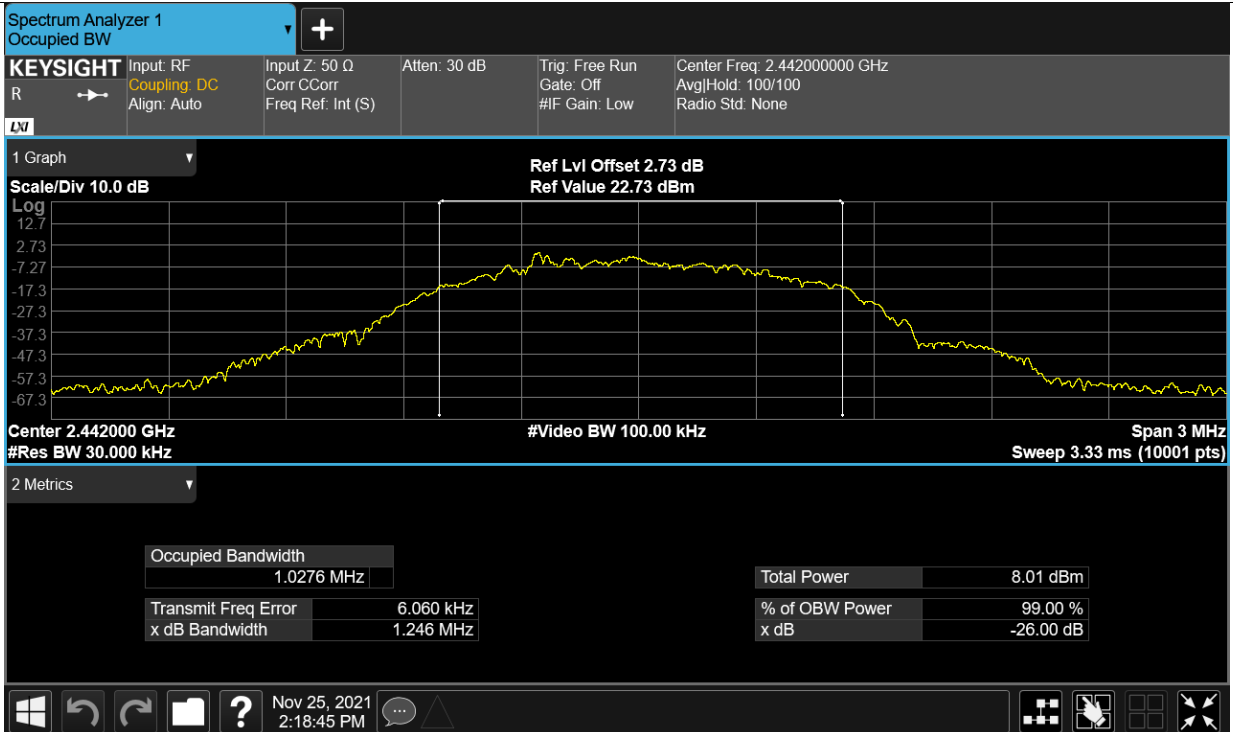 Spectrum Analyzer 1
Occupied BW
KEYSIGHT
R
LXI
Input: RF
Coupling: DC
Align: Auto
Input Z: 50 Ω
Corr CCorr
Freq Ref: Int (S)
Atten: 30 dB
Trig: Free Run
Gate: Off
#IF Gain: Low
Center Freq: 2.442000000 GHz
Avg|Hold: 100/100
Radio Std: None
1 Graph
Scale/Div 10.0 dB
Ref Lvl Offset 2.73 dB
Ref Value 22.73 dBm
Log
12.7
2.73
-7.27
-17.3
-27.3
-37.3
-47.3
-57.3
-67.3
Center 2.442000 GHz
#Video BW 100.00 kHz
Span 3 MHz
#Res BW 30.000 kHz
Sweep 3.33 ms (10001 pts)
2 Metrics
Occupied Bandwidth
1.0276 MHz
Transmit Freq Error 6.060 kHz
x dB Bandwidth 1.246 MHz
Total Power 8.01 dBm
% of OBW Power 99.00 %
x dB -26.00 dB
?
Nov 25, 2021
2:18:45 PM